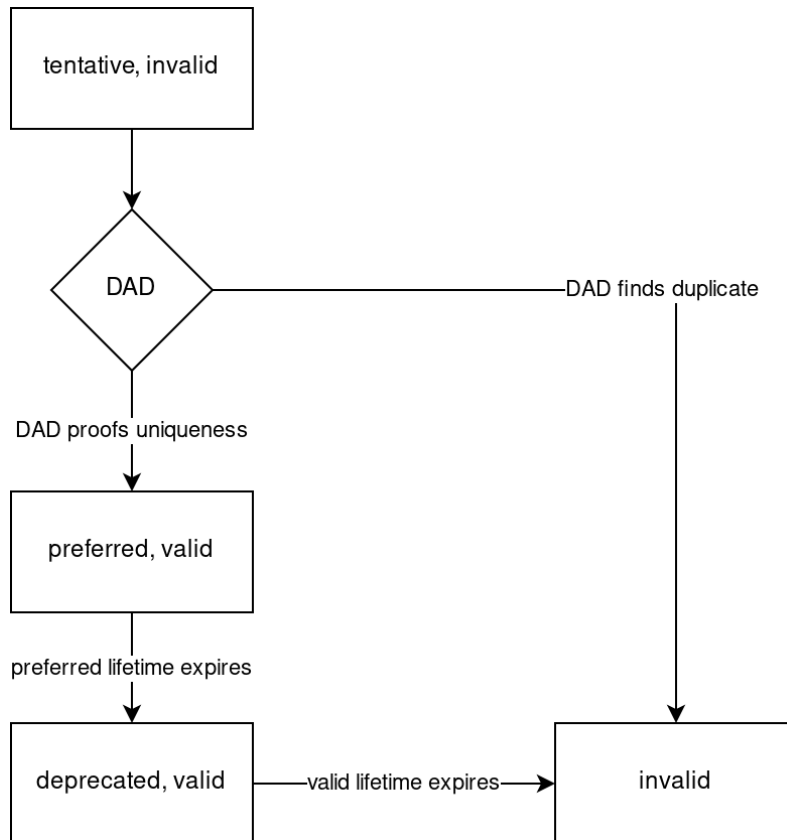 tentative, invalid
DAD
DAD finds duplicate
DAD proofs uniqueness
preferred, valid
preferred lifetime expires
deprecated, valid
valid lifetime expires
invalid